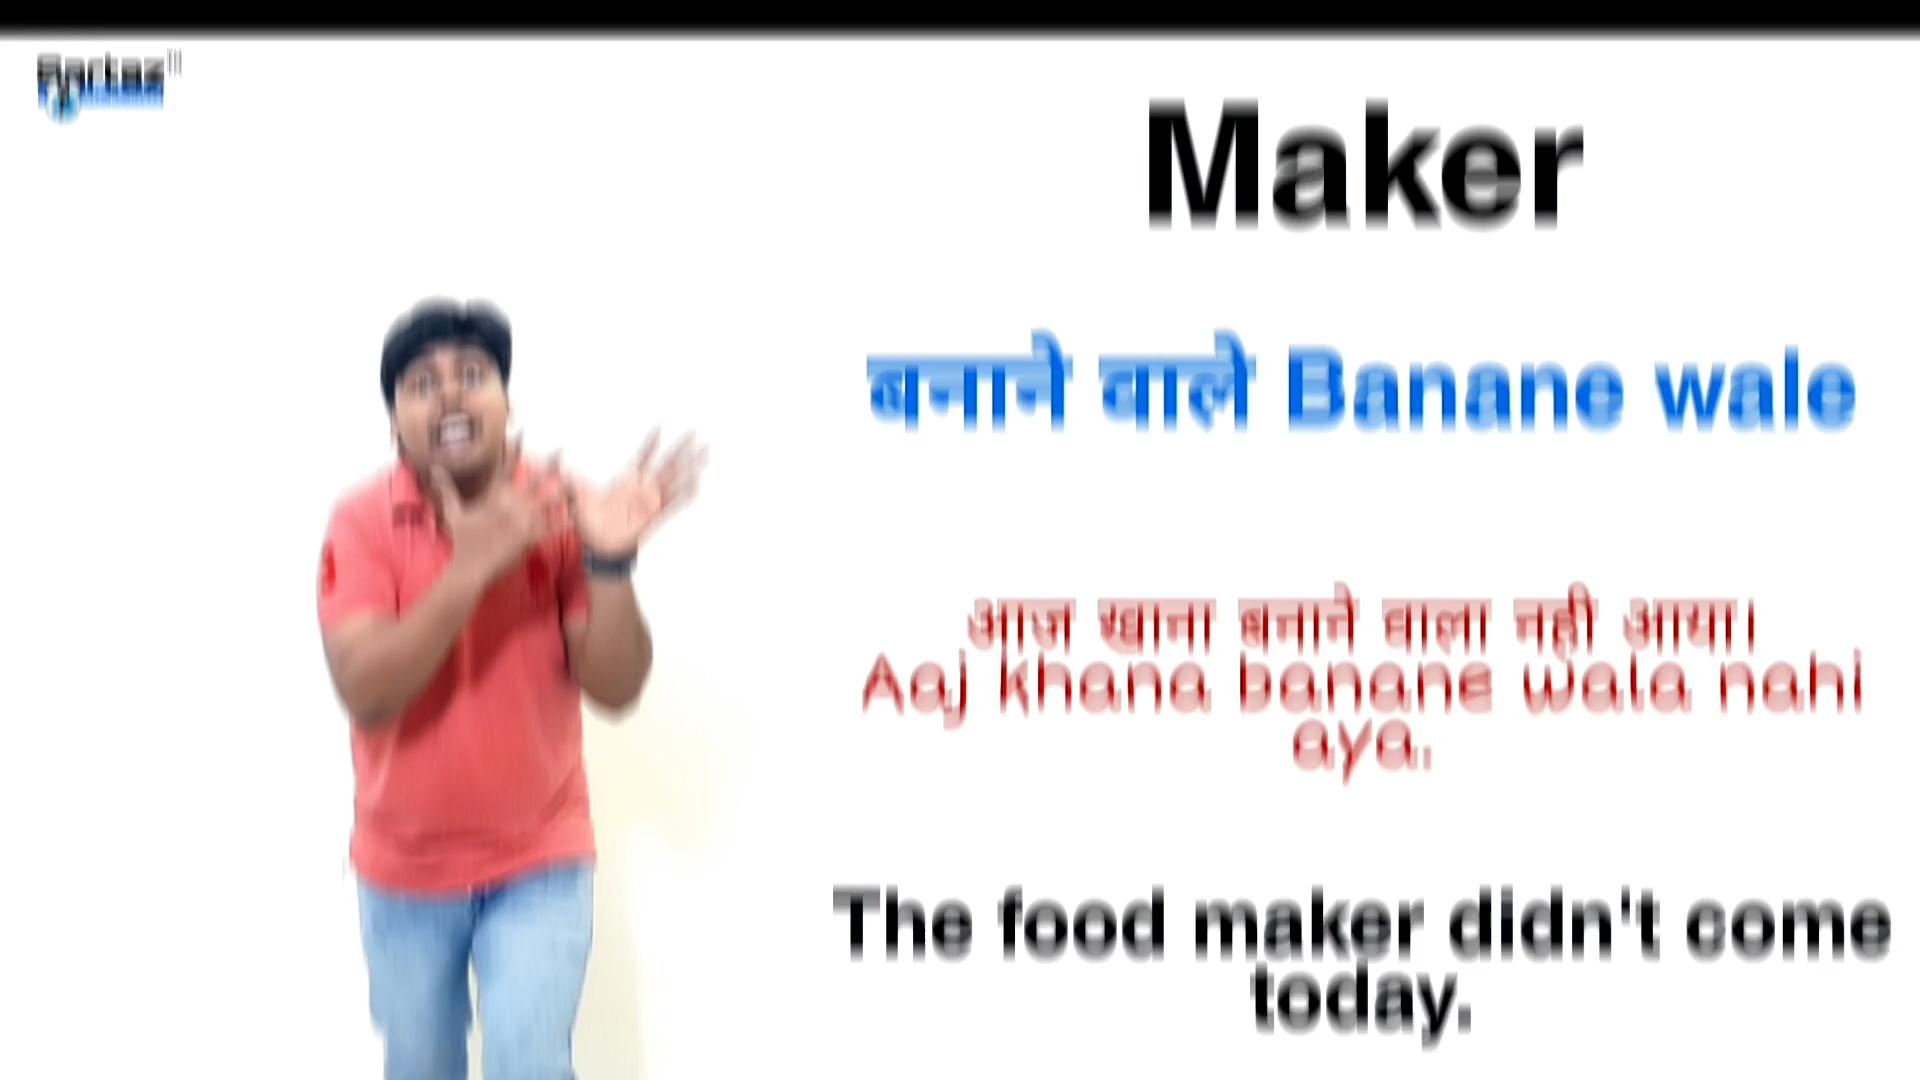 Sartaz
Maker
बनाने वाले Banane wale
आज खाना बनाने वाला नही आया।
Aaj khana banane wala nahi
aya.
The food maker didn't come
today.